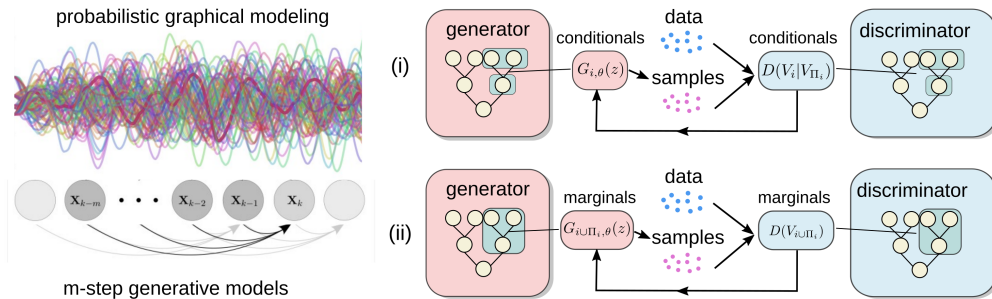 probabilistic graphical modeling
X_{k-m} • • • X_{k-2} X_{k-1} X_k
m-step generative models
(i)
generator
conditionals
G_{i,θ}(z)
data
samples
conditionals
D(V_i|V_{Π_i})
discriminator
(ii)
generator
marginals
G_{i∪Π_i,θ}(z)
data
samples
marginals
D(V_{i∪Π_i})
discriminator